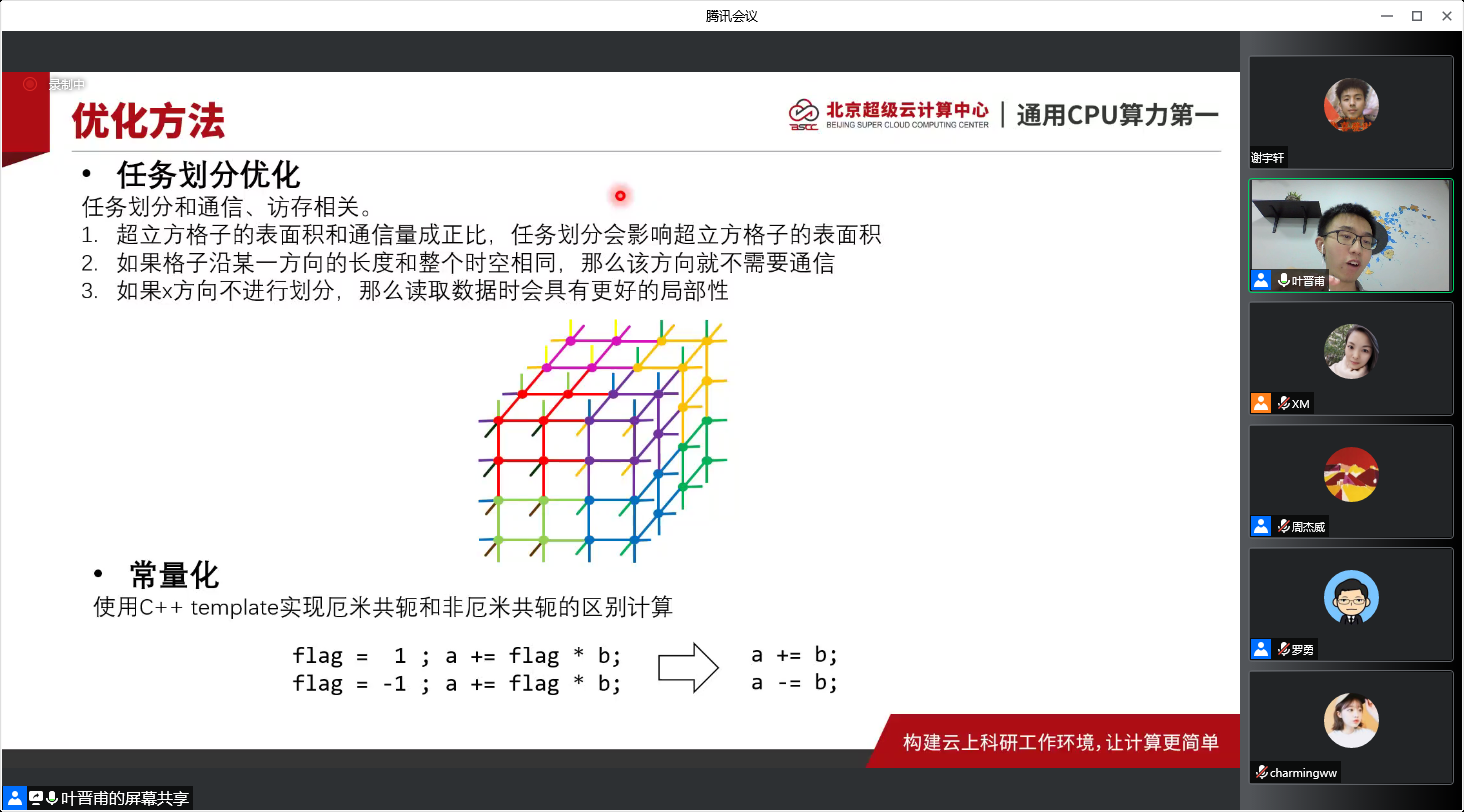 腾讯会议
录制中
优化方法
北京超级云计算中心
BEIJING SUPER CLOUD COMPUTING CENTER
BSCC
通用CPU算力第一
• 任务划分优化
任务划分和通信、访存相关。
1. 超立方格子的表面积和通信量成正比，任务划分会影响超立方格子的表面积
2. 如果格子沿某一方向的长度和整个时空相同，那么该方向就不需要通信
3. 如果x方向不进行划分，那么读取数据时会具有更好的局部性
• 常量化
使用C++ template实现厄米共轭和非厄米共轭的区别计算
flag =  1 ; a += flag * b;
flag = -1 ; a += flag * b;
a += b;
a -= b;
构建云上科研工作环境，让计算更简单
叶晋甫的屏幕共享
谢宇轩
叶晋甫
XM
周杰威
罗勇
charmingww